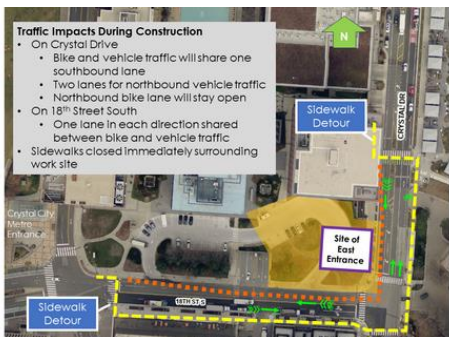 Traffic Impacts During Construction
• On Crystal Drive
• Bike and vehicle traffic will share one
southbound lane
• Two lanes for northbound vehicle traffic
• Northbound bike lane will stay open
• On 18th Street South
• One lane in each direction shared
between bike and vehicle traffic
• Sidewalks closed immediately surrounding
work site
N
Sidewalk
Detour
CRYSTAL DR
Crystal City
Metro Entrance
Site of
East
Entrance
Sidewalk
Detour
18TH ST S